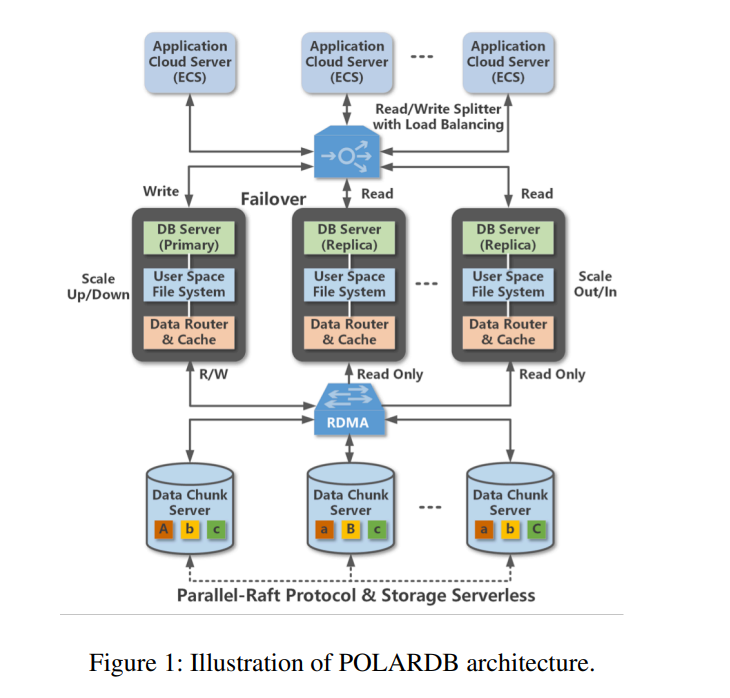 Application
Cloud Server
(ECS)
Application
Cloud Server
(ECS)
Application
Cloud Server
(ECS)
Read/Write Splitter
with Load Balancing
Write
Failover
Read
Read
DB Server
(Primary)
User Space
File System
Data Router
& Cache
DB Server
(Replica)
User Space
File System
Data Router
& Cache
DB Server
(Replica)
User Space
File System
Data Router
& Cache
Scale
Up/Down
Scale
Out/In
R/W
Read Only
Read Only
RDMA
Data Chunk
Server
A b c
Data Chunk
Server
a B c
Data Chunk
Server
a b C
Parallel-Raft Protocol & Storage Serverless
Figure 1: Illustration of POLARDB architecture.